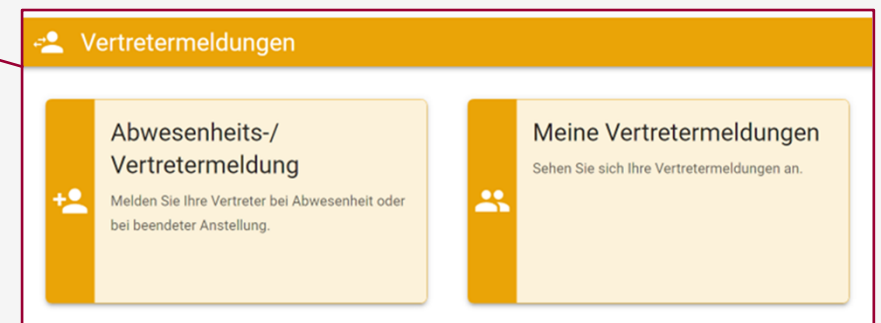 Vertretermeldungen
Abwesenheits-/
Vertretermeldung
Melden Sie Ihre Vertreter bei Abwesenheit oder
bei beendeter Anstellung.
Meine Vertretermeldungen
Sehen Sie sich Ihre Vertretermeldungen an.